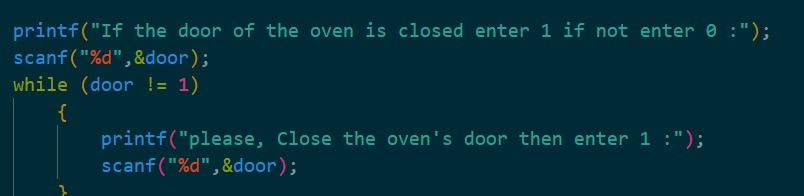 printf("If the door of the oven is closed enter 1 if not enter 0 :");
scanf("%d",&door);
while (door != 1)
{
printf("please, Close the oven's door then enter 1 :");
scanf("%d",&door);
}